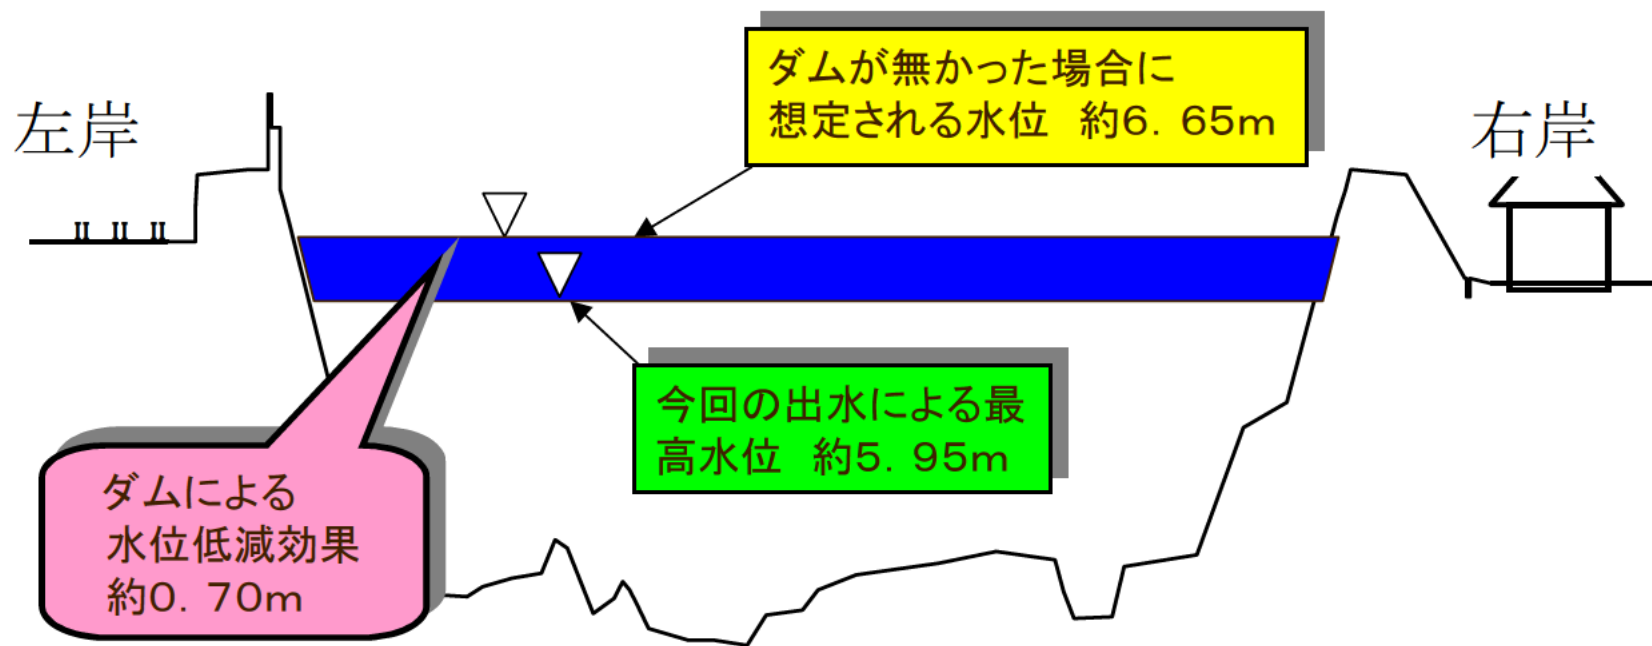 ダムが無かった場合に
想定される水位　約6．65m
左岸
右岸
今回の出水による最
高水位　約5．95m
ダムによる
水位低減効果
約0．70m